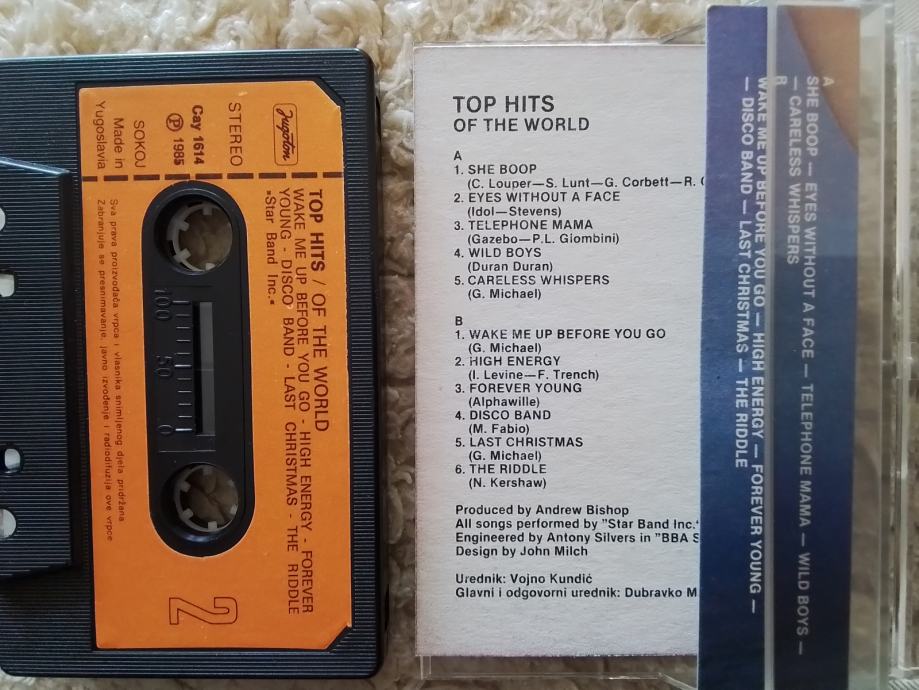 Jugoton
STEREO
Cay 1614
Ⓟ 1985
SOKOJ
Made in
Yugoslavia
TOP HITS / OF THE WORLD
WAKE ME UP BEFORE YOU GO - HIGH ENERGY - FOREVER
YOUNG - DISCO BAND - LAST CHRISTMAS - THE RIDDLE
»Star Band Inc.«
100 50 0
Sva prava proizvođača vrpca i vlasnika snimljenog djela pridržana.
Zabranjuje se presnimavanje, javno izvođenje i radiodifuzija ove vrpce
2
TOP HITS
OF THE WORLD
A
1. SHE BOOP
(C. Louper—S. Lunt—G. Corbett—R. (
2. EYES WITHOUT A FACE
(Idol—Stevens)
3. TELEPHONE MAMA
(Gazebo—P.L. Giombini)
4. WILD BOYS
(Duran Duran)
5. CARELESS WHISPERS
(G. Michael)
B
1. WAKE ME UP BEFORE YOU GO
(G. Michael)
2. HIGH ENERGY
(I. Levine—F. Trench)
3. FOREVER YOUNG
(Alphawille)
4. DISCO BAND
(M. Fabio)
5. LAST CHRISTMAS
(G. Michael)
6. THE RIDDLE
(N. Kershaw)
Produced by Andrew Bishop
All songs performed by "Star Band Inc."
Engineered by Antony Silvers in "BBA S
Design by John Milch
Urednik: Vojno Kundić
Glavni i odgovorni urednik: Dubravko M
A
SHE BOOP — EYES WITHOUT A FACE — TELEPHONE MAMA — WILD BOYS —
— CARELESS WHISPERS
WAKE ME UP BEFORE YOU GO — HIGH ENERGY — FOREVER YOUNG —
— DISCO BAND — LAST CHRISTMAS — THE RIDDLE